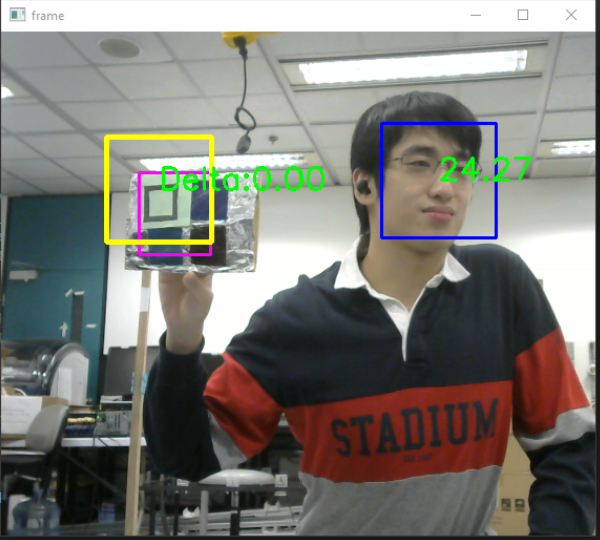 frame
Delta:0.00
24.27
STADIUM